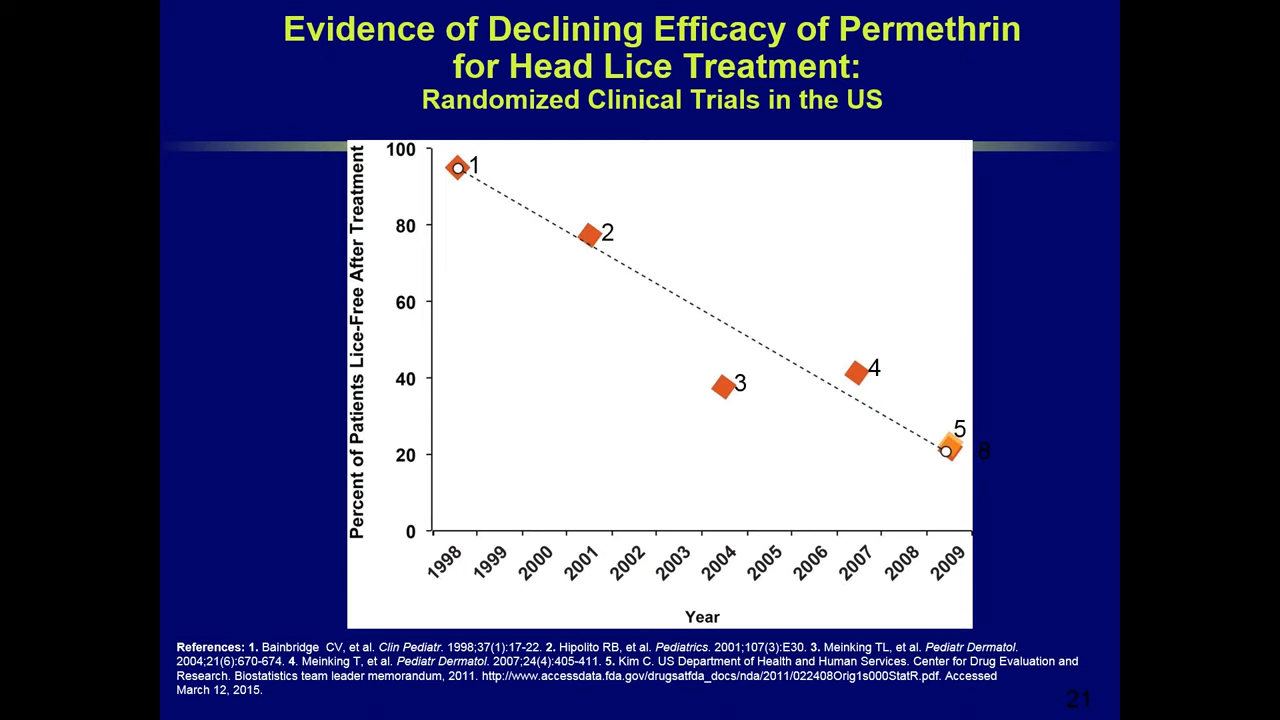 Evidence of Declining Efficacy of Permethrin
for Head Lice Treatment:
Randomized Clinical Trials in the US
Percent of Patients Lice-Free After Treatment
100
80
60
40
20
0
1
2
3
4
5
8
1998
1999
2000
2001
2002
2003
2004
2005
2006
2007
2008
2009
Year
References: 1. Bainbridge CV, et al. Clin Pediatr. 1998;37(1):17-22. 2. Hipolito RB, et al. Pediatrics. 2001;107(3):E30. 3. Meinking TL, et al. Pediatr Dermatol.
2004;21(6):670-674. 4. Meinking T, et al. Pediatr Dermatol. 2007;24(4):405-411. 5. Kim C. US Department of Health and Human Services. Center for Drug Evaluation and
Research. Biostatistics team leader memorandum, 2011. http://www.accessdata.fda.gov/drugsatfda_docs/nda/2011/022408Orig1s000StatR.pdf. Accessed
March 12, 2015.
21